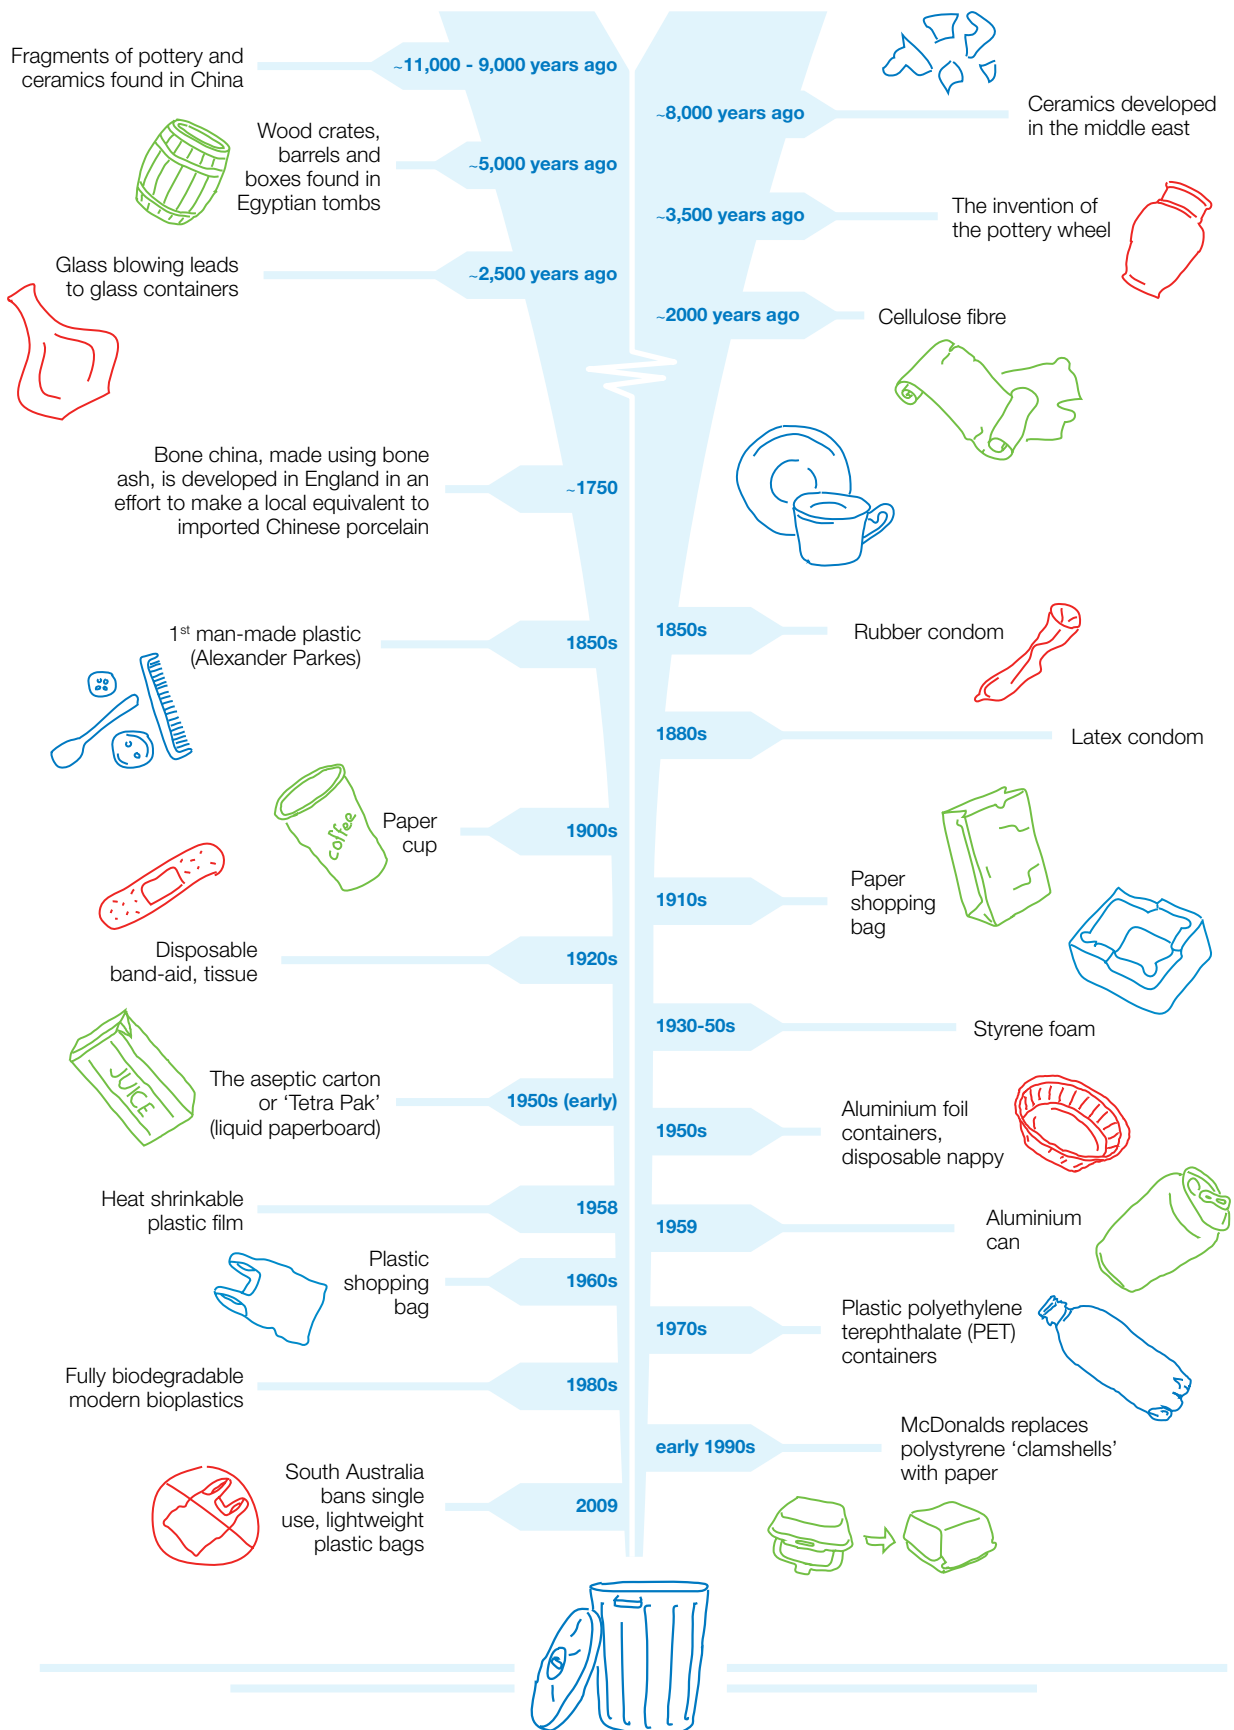 Fragments of pottery and
ceramics found in China
~11,000 - 9,000 years ago
~8,000 years ago
Ceramics developed
in the middle east
Wood crates,
barrels and
boxes found in
Egyptian tombs
~5,000 years ago
~3,500 years ago
The invention of
the pottery wheel
Glass blowing leads
to glass containers
~2,500 years ago
~2000 years ago
Cellulose fibre
Bone china, made using bone
ash, is developed in England in an
effort to make a local equivalent to
imported Chinese porcelain
~1750
1st man-made plastic
(Alexander Parkes)
1850s
1850s
Rubber condom
1880s
Latex condom
coffee
Paper
cup
1900s
1910s
Paper
shopping
bag
Disposable
band-aid, tissue
1920s
1930-50s
Styrene foam
JUICE
The aseptic carton
or ‘Tetra Pak’
(liquid paperboard)
1950s (early)
1950s
Aluminium foil
containers,
disposable nappy
Heat shrinkable
plastic film
1958
1959
Aluminium
can
Plastic
shopping
bag
1960s
1970s
Plastic polyethylene
terephthalate (PET)
containers
Fully biodegradable
modern bioplastics
1980s
early 1990s
McDonalds replaces
polystyrene ‘clamshells’
with paper
South Australia
bans single
use, lightweight
plastic bags
2009